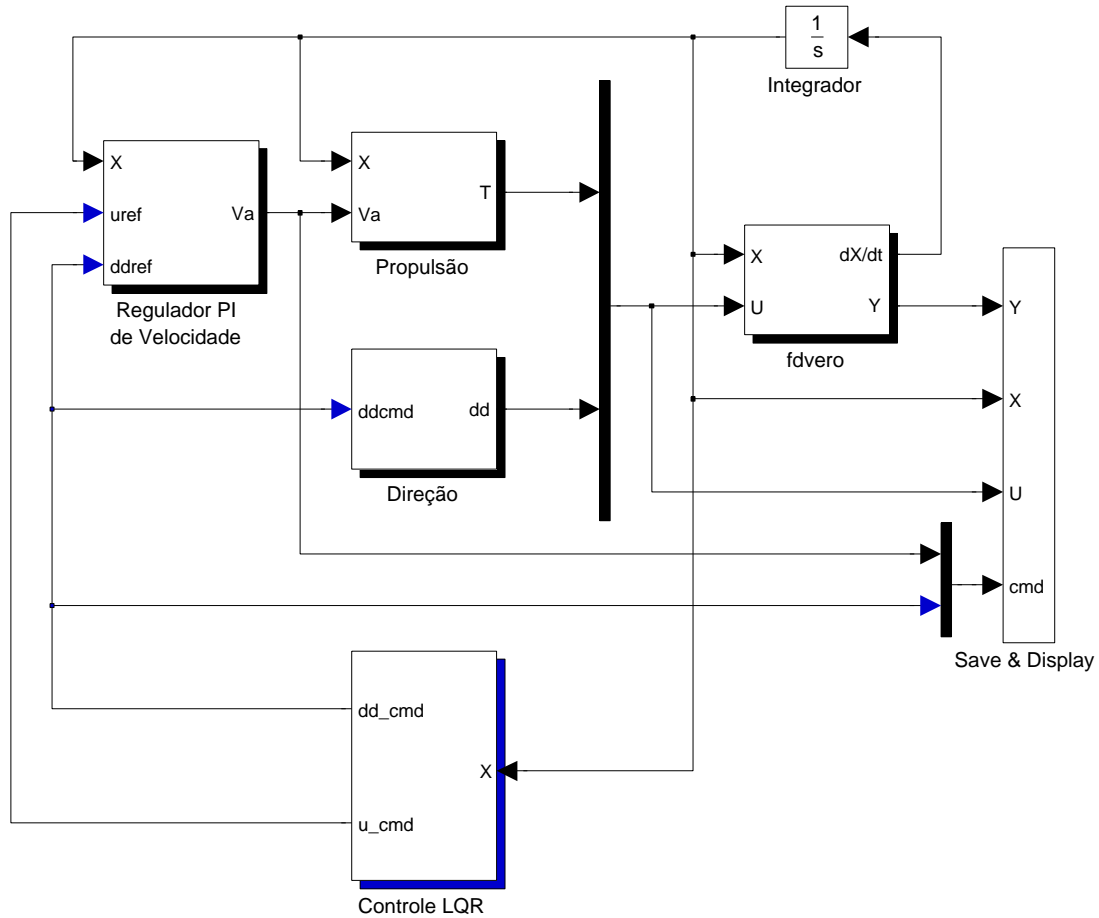 1
s
Integrador
X
uref
ddref
Va
Regulador PI
de Velocidade
X
Va
T
Propulsão
ddcmd
dd
Direção
X
U
dX/dt
Y
fdvero
Y
X
U
cmd
Save & Display
dd_cmd
u_cmd
X
Controle LQR